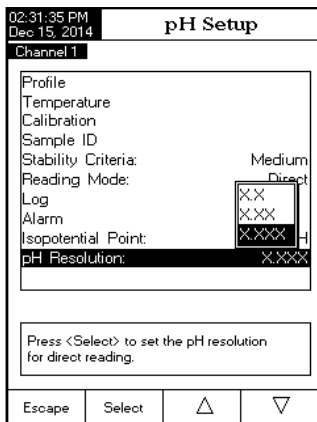 02:31:35 PM
Dec 15, 2014
pH Setup
Channel 1
Profile
Temperature
Calibration
Sample ID
Stability Criteria: Medium
Reading Mode: Direct
Log
X.X
Alarm
X.XX
Isopotential Point: X.XXX H
pH Resolution: X.XXX
Press <Select> to set the pH resolution
for direct reading.
Escape Select △ ▽